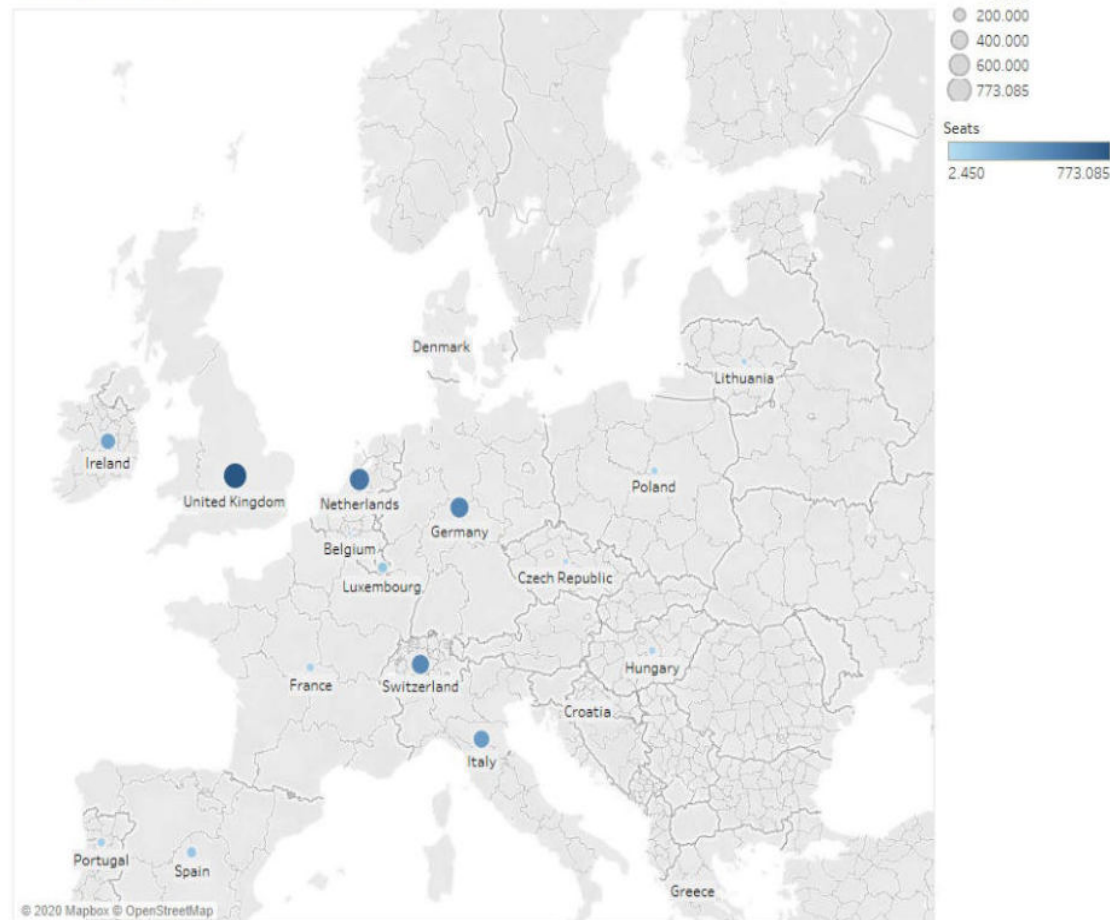 200.000
400.000
600.000
773.085
Seats
2.450 773.085
Denmark
Lithuania
Ireland
United Kingdom
Netherlands
Poland
Germany
Belgium
Luxembourg
Czech Republic
France
Switzerland
Hungary
Croatia
Italy
Portugal
Spain
Greece
© 2020 Mapbox © OpenStreetMap